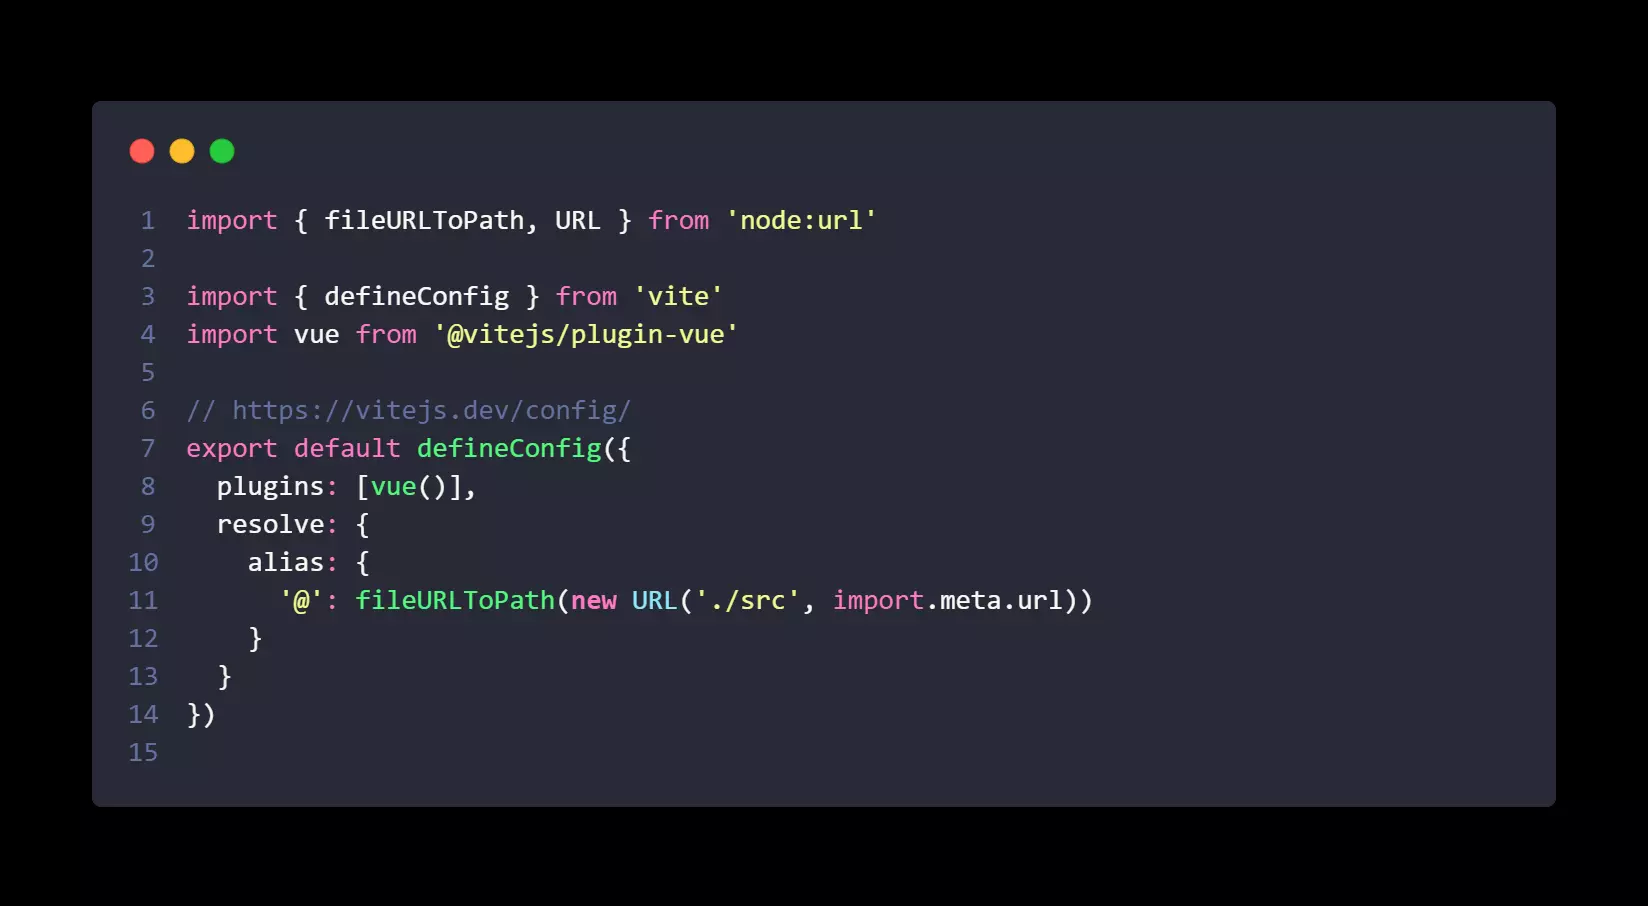 1 import { fileURLToPath, URL } from 'node:url'
2
3 import { defineConfig } from 'vite'
4 import vue from '@vitejs/plugin-vue'
5
6 // https://vitejs.dev/config/
7 export default defineConfig({
8   plugins: [vue()],
9   resolve: {
10     alias: {
11       '@': fileURLToPath(new URL('./src', import.meta.url))
12     }
13   }
14 })
15